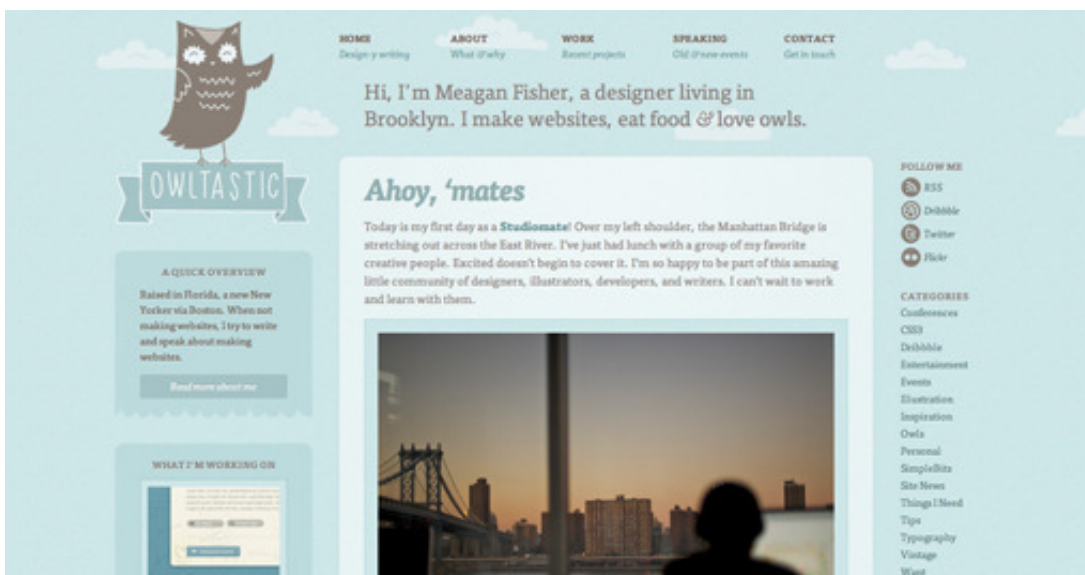 HOME
Design-y writing
ABOUT
What & why
WORK
Recent projects
SPEAKING
Old & new events
CONTACT
Get in touch
Hi, I'm Meagan Fisher, a designer living in
Brooklyn. I make websites, eat food & love owls.
OWLTASTIC
A QUICK OVERVIEW
Raised in Florida, a new New
Yorker via Boston. When not
making websites, I try to write
and speak about making
websites.
Read more about me
WHAT I'M WORKING ON
Ahoy, ‘mates
Today is my first day as a Studiomate! Over my left shoulder, the Manhattan Bridge is
stretching out across the East River. I've just had lunch with a group of my favorite
creative people. Excited doesn't begin to cover it. I'm so happy to be part of this amazing
little community of designers, illustrators, developers, and writers. I can't wait to work
and learn with them.
FOLLOW ME
RSS
Dribbble
Twitter
Flickr
CATEGORIES
Conferences
CSS3
Dribbble
Entertainment
Events
Illustration
Inspiration
Owls
Personal
SimpleBits
Site News
Things I Need
Tips
Typography
Vintage
Want